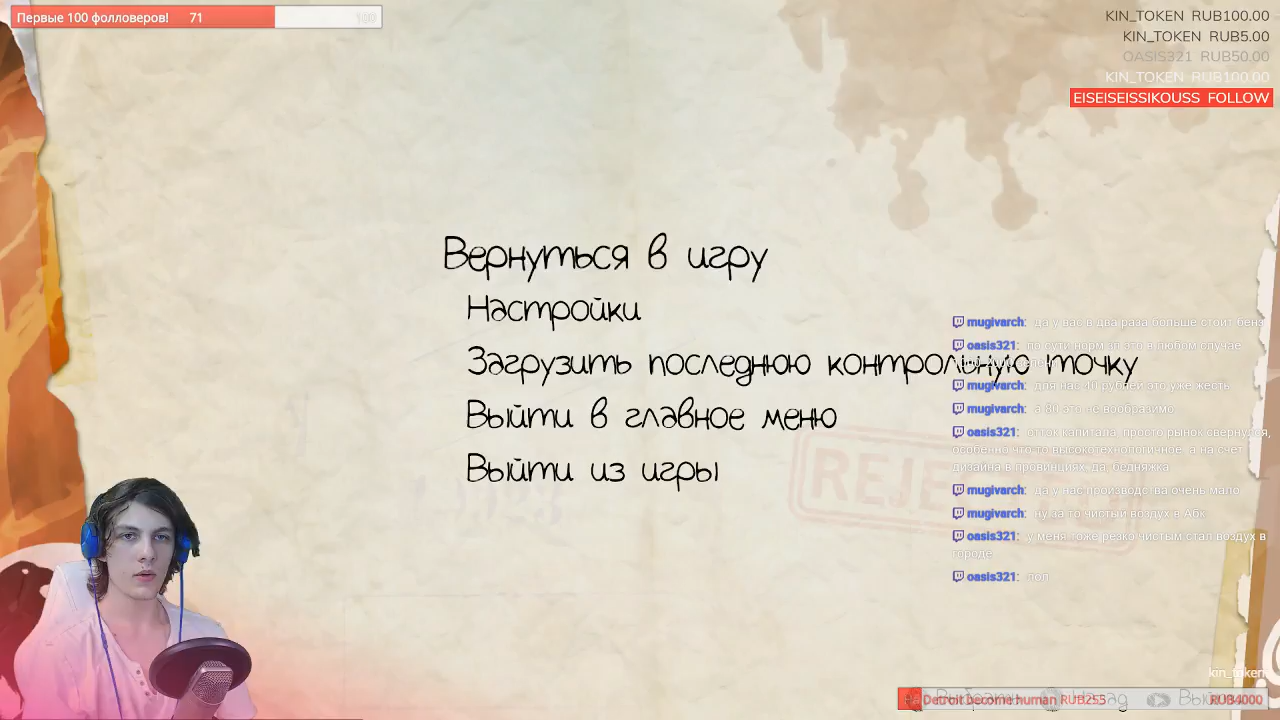 Первые 100 фолловеров! 71 100
KIN_TOKEN RUB100.00
KIN_TOKEN RUB5.00
OASIS321 RUB50.00
KIN_TOKEN RUB100.00
EISEISEISSIKOUSS FOLLOW
Вернуться в игру
Настройки
Загрузить последнюю контрольную точку
Выйти в главное меню
Выйти из игры
mugivarch: да у вас в два раза больше стоит беня
oasis321: по сути норм за это в любом случае
mugivarch: для нас 40 рублей это уже жесть
mugivarch: а 80 это не вообразимо
oasis321: отток капитала, просто рынок свернулся,
особенно что то высокотехнологичное, а на счет
дизайна в провинциях да, бедняжка
mugivarch: да у нас производства очень мало
mugivarch: ну за то чистый воздух в Абк
oasis321: у меня тоже резко чистым стал воздух в
городе
oasis321: лол
kin_token
Detroit become human RUB255 RUB4000